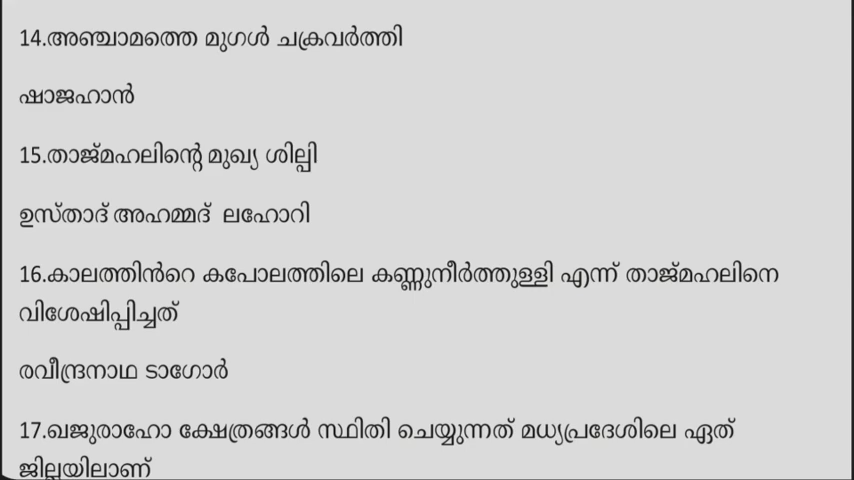 14.അഞ്ചാമത്തെ മുഗൾ ചക്രവർത്തി
ഷാജഹാൻ
15.താജ്മഹലിന്റെ മുഖ്യ ശില്പി
ഉസ്താദ് അഹമ്മദ് ലഹോറി
16.കാലത്തിൻറെ കപോലത്തിലെ കണ്ണുനീർത്തുള്ളി എന്ന് താജ്മഹലിനെ
വിശേഷിപ്പിച്ചത്
രവീന്ദ്രനാഥ ടാഗോർ
17.ഖജുരാഹോ ക്ഷേത്രങ്ങൾ സ്ഥിതി ചെയ്യുന്നത് മധ്യപ്രദേശിലെ ഏത്
ജില്ലയിലാണ്